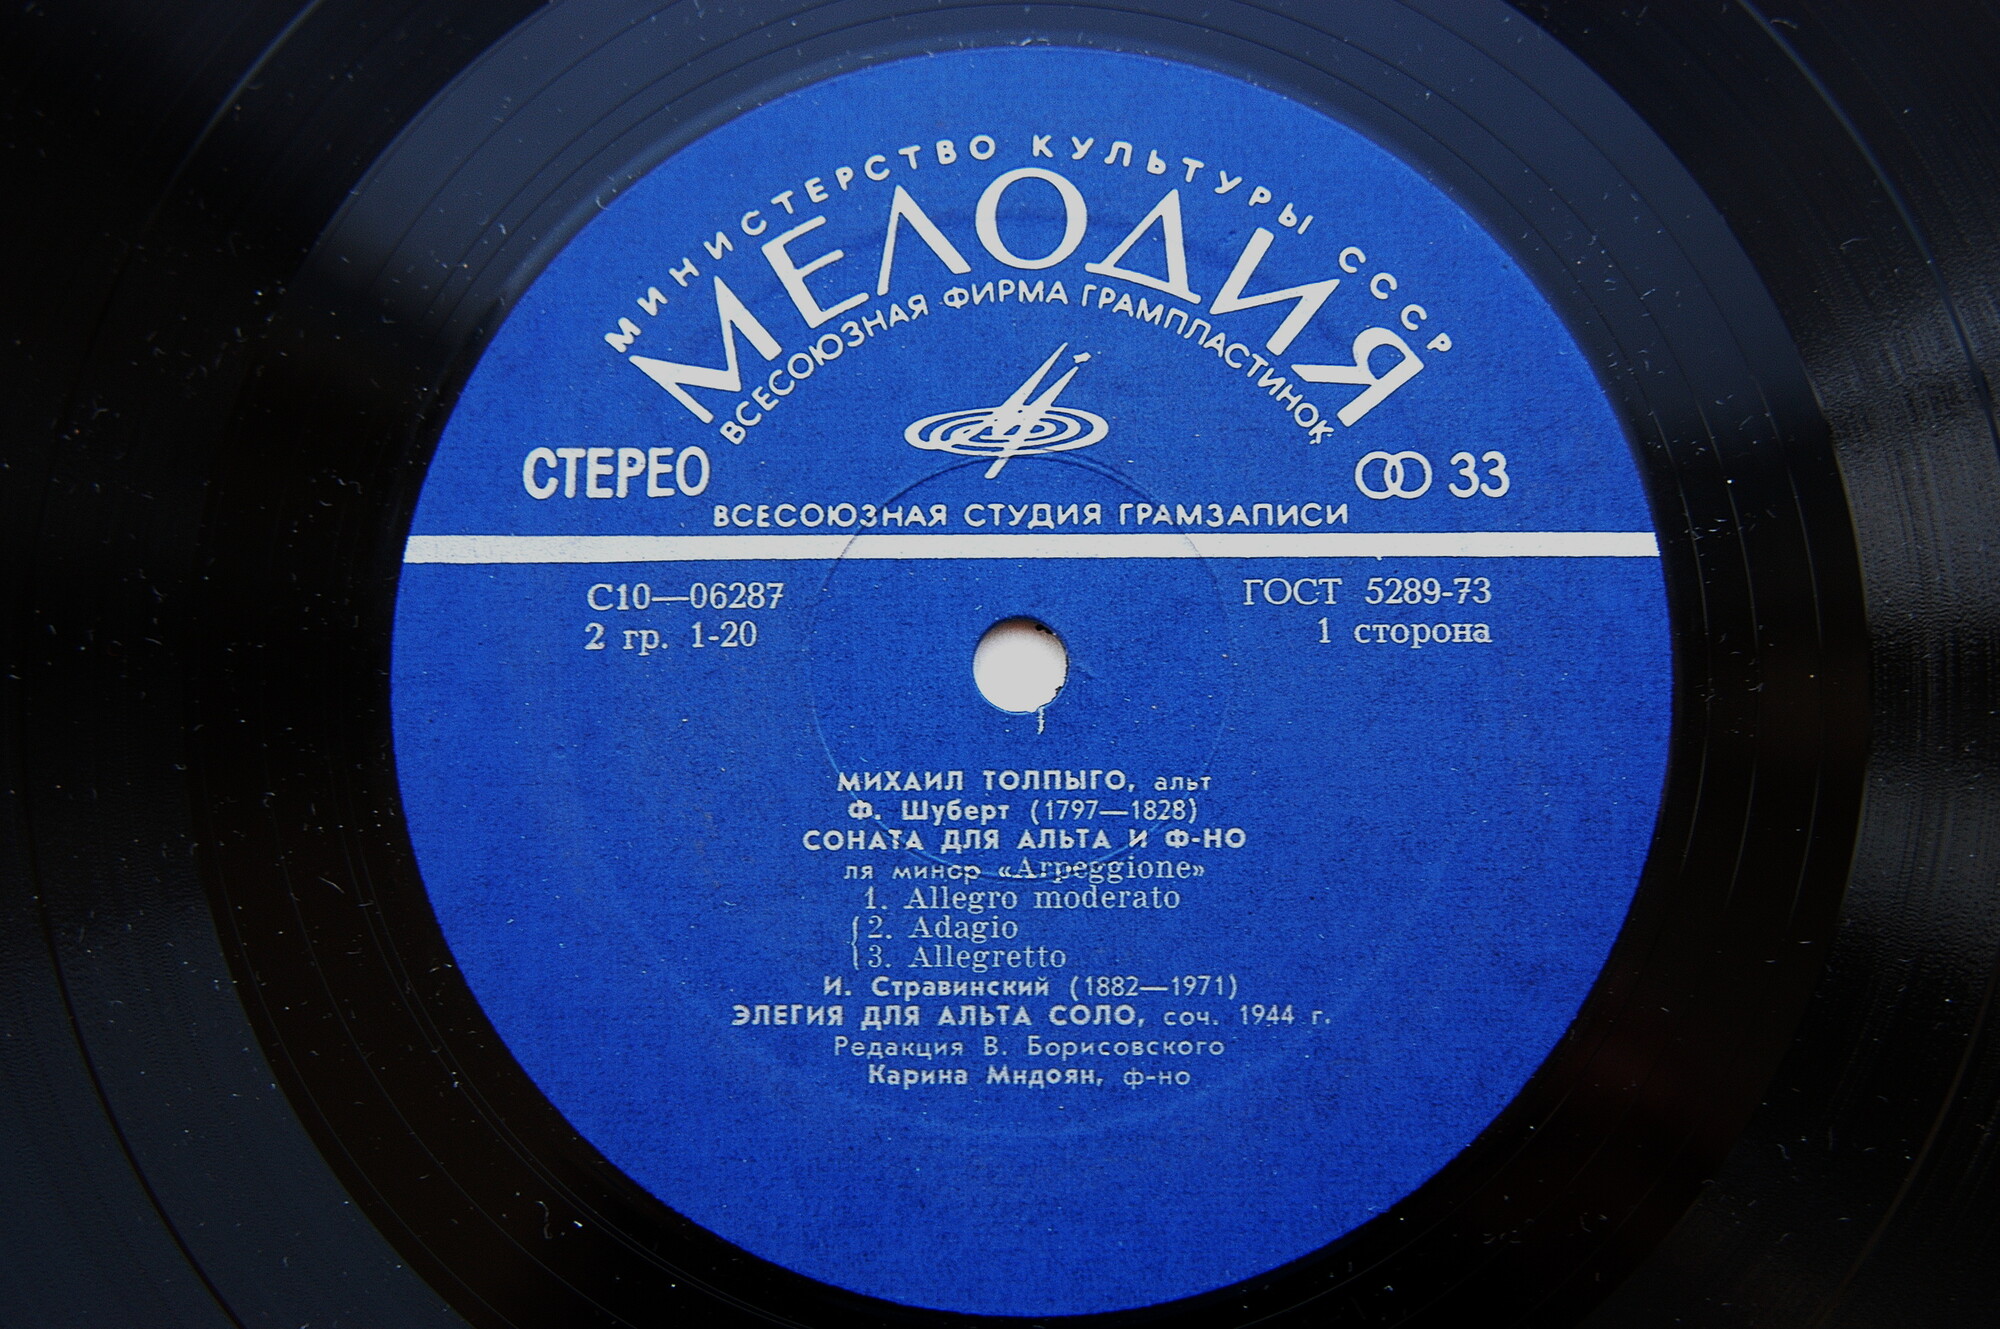 МИНИСТЕРСТВО КУЛЬТУРЫ СССР
МЕЛОДИЯ
ВСЕСОЮЗНАЯ ФИРМА ГРАМПЛАСТИНОК
СТЕРЕО 33
ВСЕСОЮЗНАЯ СТУДИЯ ГРАМЗАПИСИ
С10—06287 ГОСТ 5289-73
2 гр. 1-20 1 сторона
МИХАИЛ ТОЛПЫГО, альт
Ф. Шуберт (1797—1828)
СОНАТА ДЛЯ АЛЬТА И Ф-НО
ля минор «Arpeggione»
1. Allegro moderato
2. Adagio
3. Allegretto
И. Стравинский (1882—1971)
ЭЛЕГИЯ ДЛЯ АЛЬТА СОЛО, соч. 1944 г.
Редакция В. Борисовского
Карина Мндоян, ф-но